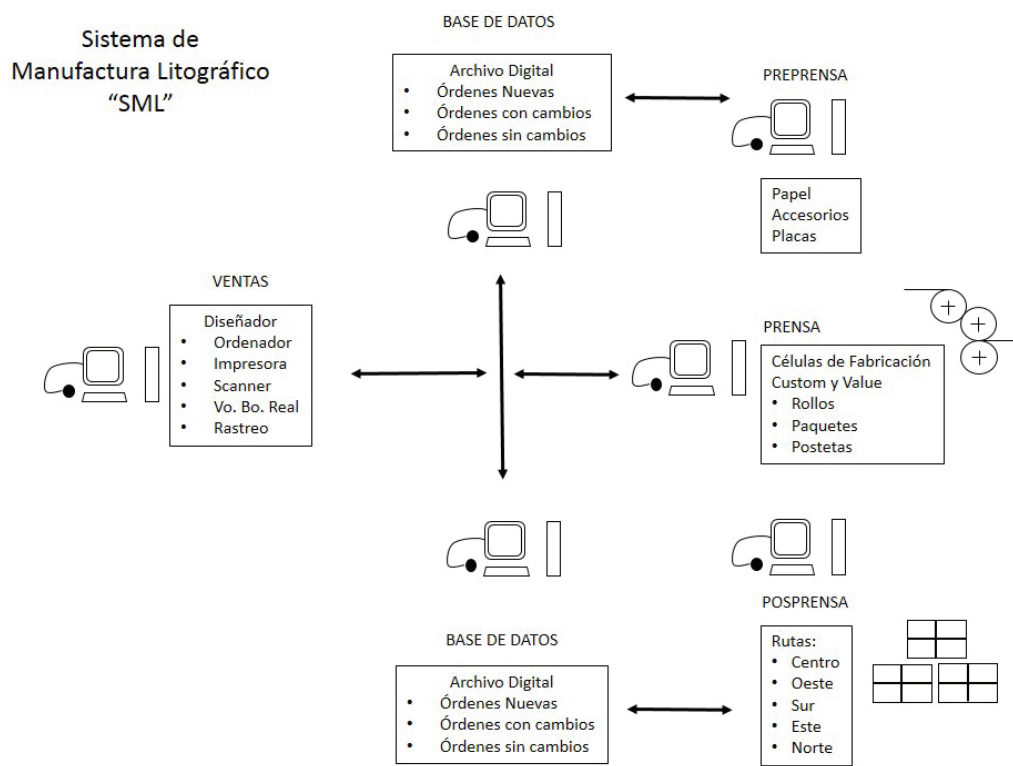 Sistema de
Manufactura Litográfico
“SML”
BASE DE DATOS
Archivo Digital
• Órdenes Nuevas
• Órdenes con cambios
• Órdenes sin cambios
PREPRENSA
Papel
Accesorios
Placas
VENTAS
Diseñador
• Ordenador
• Impresora
• Scanner
• Vo. Bo. Real
• Rastreo
PRENSA
Células de Fabricación
Custom y Value
• Rollos
• Paquetes
• Postetas
BASE DE DATOS
Archivo Digital
• Órdenes Nuevas
• Órdenes con cambios
• Órdenes sin cambios
POSPRENSA
Rutas:
• Centro
• Oeste
• Sur
• Este
• Norte